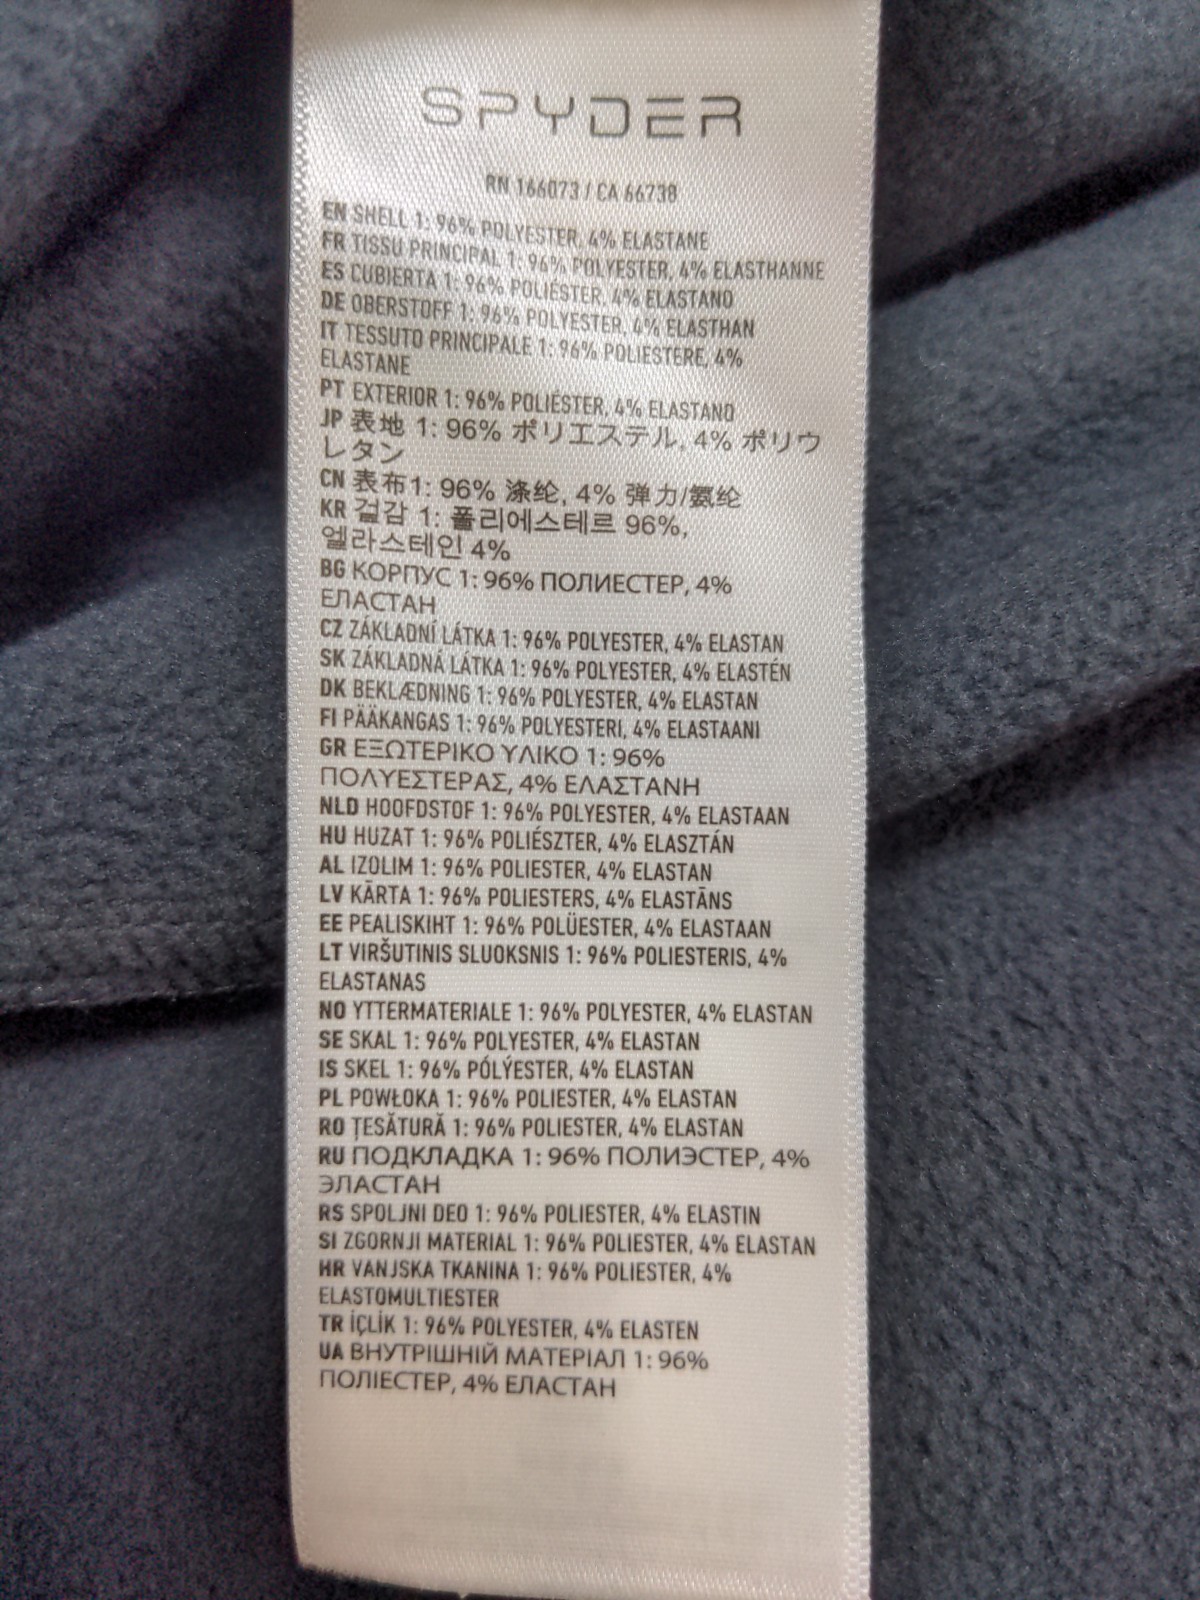 SPYDER
RN 166073 / CA 66738
EN SHELL 1: 96% POLYESTER, 4% ELASTANE
FR TISSU PRINCIPAL 1: 96% POLYESTER, 4% ELASTHANNE
ES CUBIERTA 1: 96% POLIÉSTER, 4% ELASTANO
DE OBERSTOFF 1: 96% POLYESTER, 4% ELASTHAN
IT TESSUTO PRINCIPALE 1: 96% POLIESTERE, 4%
ELASTANE
PT EXTERIOR 1: 96% POLIÉSTER, 4% ELASTANO
JP 表地 1: 96% ポリエステル, 4% ポリウ
レタン
CN 表布1: 96% 涤纶, 4% 弹力/氨纶
KR 겉감 1: 폴리에스테르 96%,
엘라스테인 4%
BG КОРПУС 1: 96% ПОЛИЕСТЕР, 4%
ЕЛАСТАН
CZ ZÁKLADNÍ LÁTKA 1: 96% POLYESTER, 4% ELASTAN
SK ZÁKLADNÁ LÁTKA 1: 96% POLYESTER, 4% ELASTÉN
DK BEKLÆDNING 1: 96% POLYESTER, 4% ELASTAN
FI PÄÄKANGAS 1: 96% POLYESTERI, 4% ELASTAANI
GR ΕΞΩΤΕΡΙΚΟ ΥΛΙΚΟ 1: 96%
ΠΟΛΥΕΣΤΕΡΑΣ, 4% ΕΛΑΣΤΑΝΗ
NLD HOOFDSTOF 1: 96% POLYESTER, 4% ELASTAAN
HU HUZAT 1: 96% POLIÉSZTER, 4% ELASZTÁN
AL IZOLIM 1: 96% POLIESTER, 4% ELASTAN
LV KĀRTA 1: 96% POLIESTERS, 4% ELASTĀNS
EE PEALISKIHT 1: 96% POLÜESTER, 4% ELASTAAN
LT VIRŠUTINIS SLUOKSNIS 1: 96% POLIESTERIS, 4%
ELASTANAS
NO YTTERMATERIALE 1: 96% POLYESTER, 4% ELASTAN
SE SKAL 1: 96% POLYESTER, 4% ELASTAN
IS SKEL 1: 96% PÓLÝESTER, 4% ELASTAN
PL POWŁOKA 1: 96% POLIESTER, 4% ELASTAN
RO ȚESĂTURĂ 1: 96% POLIESTER, 4% ELASTAN
RU ПОДКЛАДКА 1: 96% ПОЛИЭСТЕР, 4%
ЭЛАСТАН
RS SPOLJNI DEO 1: 96% POLIESTER, 4% ELASTIN
SI ZGORNJI MATERIAL 1: 96% POLIESTER, 4% ELASTAN
HR VANJSKA TKANINA 1: 96% POLIESTER, 4%
ELASTOMULTIESTER
TR İÇLİK 1: 96% POLYESTER, 4% ELASTEN
UA ВНУТРІШНІЙ МАТЕРІАЛ 1: 96%
ПОЛІЕСТЕР, 4% ЕЛАСТАН